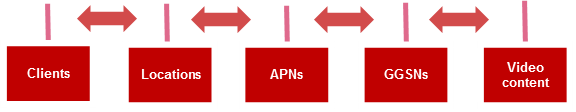 Clients
Locations
APNs
GGSNs
Video
content